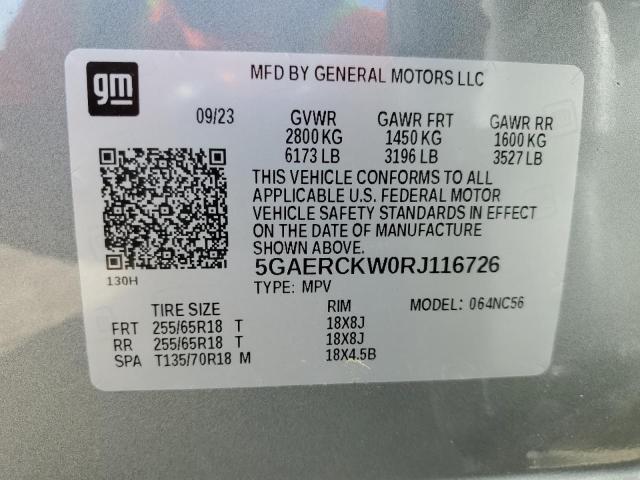 gm
MFD BY GENERAL MOTORS LLC
09/23 GVWR GAWR FRT GAWR RR
2800 KG 1450 KG 1600 KG
6173 LB 3196 LB 3527 LB
THIS VEHICLE CONFORMS TO ALL
APPLICABLE U.S. FEDERAL MOTOR
VEHICLE SAFETY STANDARDS IN EFFECT
ON THE DATE OF MANUFACTURE
SHOWN ABOVE.
5GAERCKW0RJ116726
130H TYPE: MPV
TIRE SIZE RIM MODEL: 064NC56
FRT 255/65R18 T 18X8J
RR 255/65R18 T 18X8J
SPA T135/70R18 M 18X4.5B